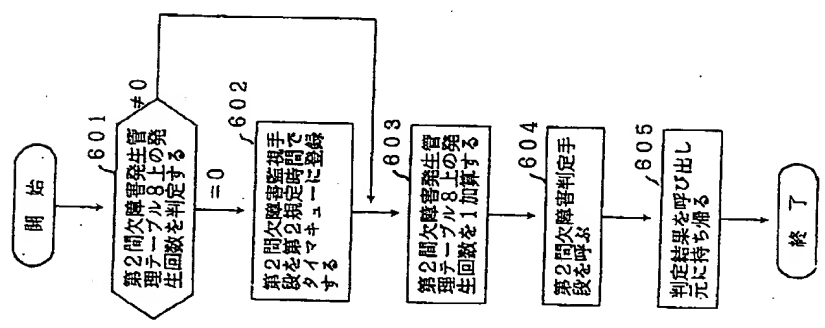 開始
601
第2間欠障害発生管
理テーブル8上の発
生回数を判定する
≠0
=0
602
第2間欠障害監視手
段を第2規定時間で
タイマキューに登録
する
603
第2間欠障害発生管
理テーブル8上の発
生回数を1加算する
604
第2間欠障害判定手
段を呼ぶ
605
判定結果を呼び出し
元に持ち帰る
終了